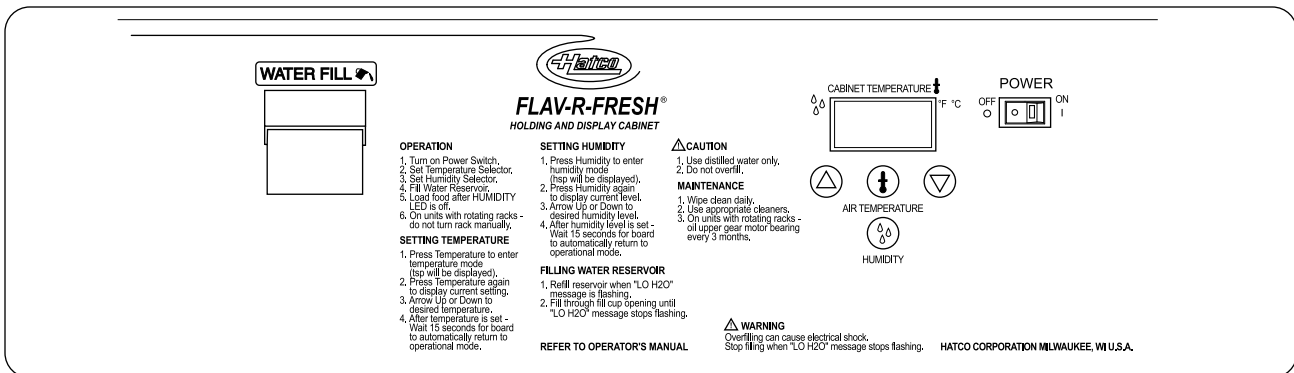 WATER FILL
Hatco
FLAV-R-FRESH®
HOLDING AND DISPLAY CABINET
OPERATION
1. Turn on Power Switch.
2. Set Temperature Selector.
3. Set Humidity Selector.
4. Fill Water Reservoir.
5. Load food after HUMIDITY
LED is off.
6. On units with rotating racks -
do not turn rack manually.
SETTING TEMPERATURE
1. Press Temperature to enter
temperature mode
(tsp will be displayed).
2. Press Temperature again
to display current setting.
3. Arrow Up or Down to
desired temperature.
4. After temperature is set -
Wait 15 seconds for board
to automatically return to
operational mode.
SETTING HUMIDITY
1. Press Humidity to enter
humidity mode
(hsp will be displayed).
2. Press Humidity again
to display current level.
3. Arrow Up or Down to
desired humidity level.
4. After humidity level is set -
Wait 15 seconds for board
to automatically return to
operational mode.
FILLING WATER RESERVOIR
1. Refill reservoir when "LO H2O"
message is flashing.
2. Fill through fill cup opening until
"LO H2O" message stops flashing.
REFER TO OPERATOR'S MANUAL
CAUTION
1. Use distilled water only.
2. Do not overfill.
MAINTENANCE
1. Wipe clean daily.
2. Use appropriate cleaners.
3. On units with rotating racks -
oil upper gear motor bearing
every 3 months.
WARNING
Overfilling can cause electrical shock.
Stop filling when "LO H2O" message stops flashing.
CABINET TEMPERATURE
°F °C
AIR TEMPERATURE
HUMIDITY
POWER
OFF ON
O I
HATCO CORPORATION MILWAUKEE, WI U.S.A.